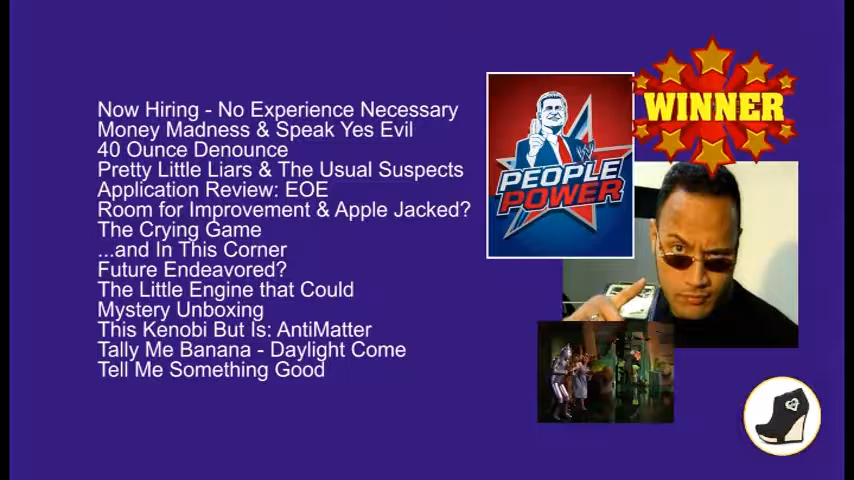 Now Hiring - No Experience Necessary
Money Madness & Speak Yes Evil
40 Ounce Denounce
Pretty Little Liars & The Usual Suspects
Application Review: EOE
Room for Improvement & Apple Jacked?
The Crying Game
...and In This Corner
Future Endeavored?
The Little Engine that Could
Mystery Unboxing
This Kenobi But Is: AntiMatter
Tally Me Banana - Daylight Come
Tell Me Something Good
WINNER
PEOPLE
POWER